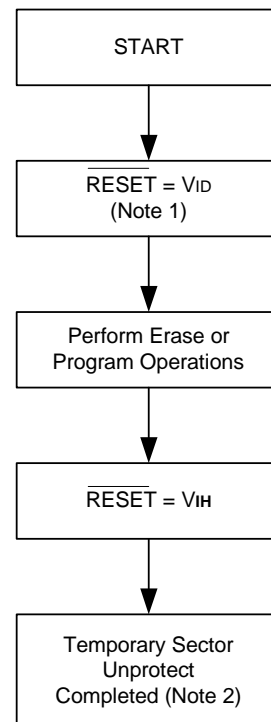 START
RESET = VID
(Note 1)
Perform Erase or
Program Operations
RESET = VIH
Temporary Sector
Unprotect
Completed (Note 2)